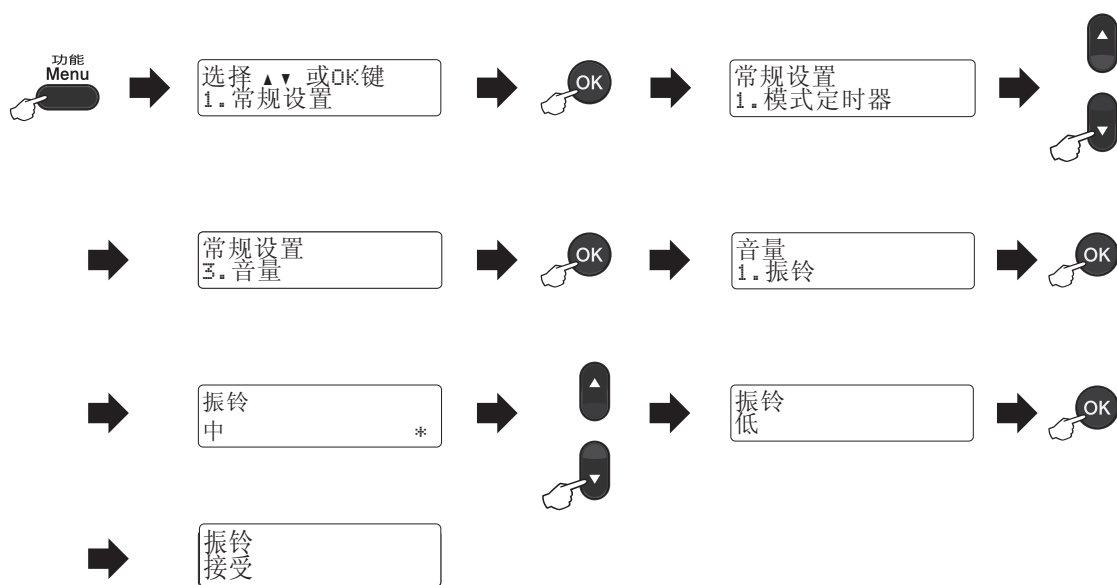 功能
Menu
选择 ▲▼ 或OK键
1.常规设置
OK
常规设置
1.模式定时器
▲
▼
常规设置
3.音量
OK
音量
1.振铃
OK
振铃
中 *
▲
▼
振铃
低
OK
振铃
接受